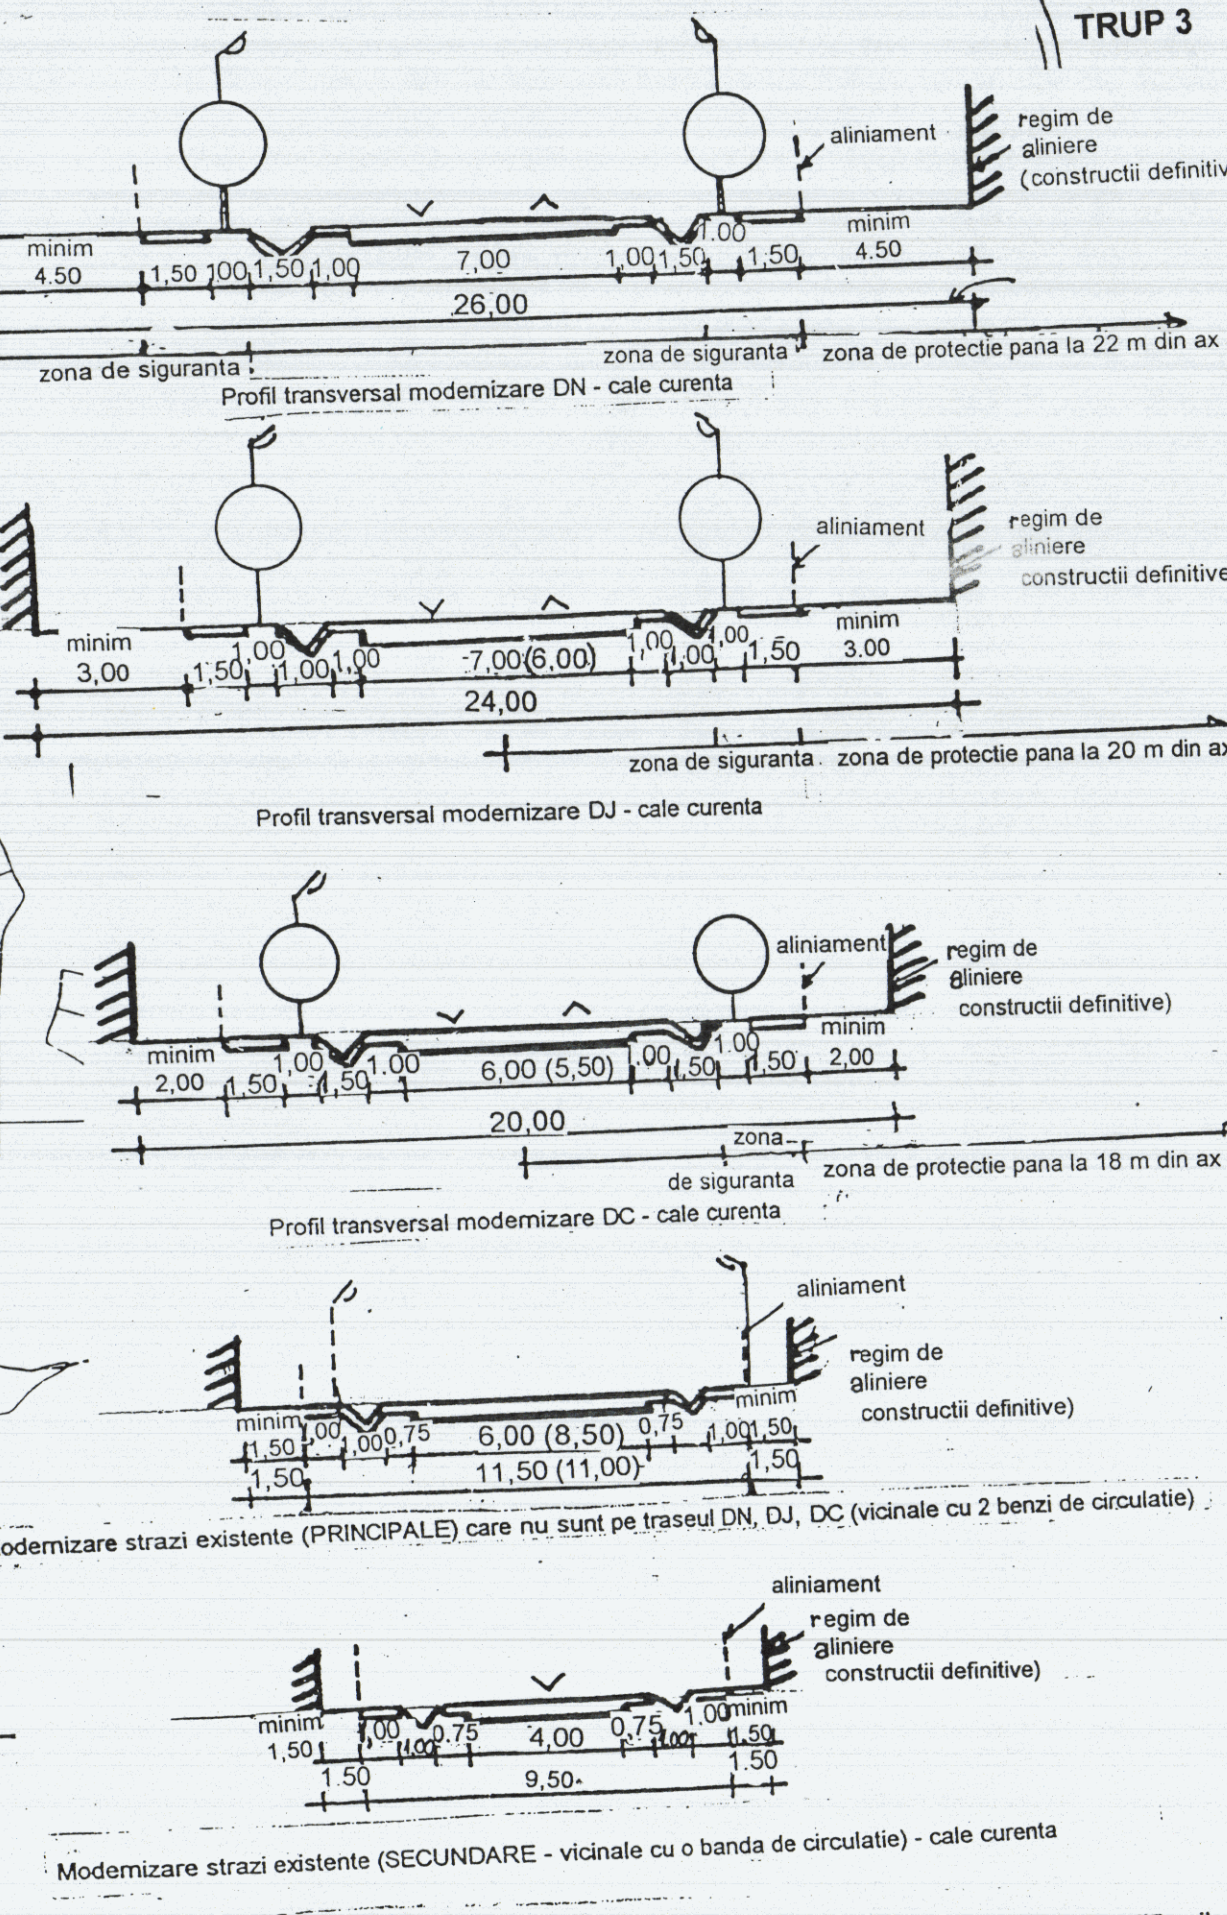 TRUP 3
aliniament
regim de
aliniere
(constructii definitiv
minim
4.50
1,50 1,00 1,50 1,00
7,00
1,00 1,50 1.00 1,50
minim
4.50
26,00
zona de siguranta
zona de siguranta
zona de protectie pana la 22 m din ax
Profil transversal modernizare DN - cale curenta
aliniament
regim de
aliniere
constructii definitive
minim
3,00
1,50 1,00 1,00 1,00
7,00 (6,00)
1,00 1,00 1,00 1,50
minim
3.00
24,00
zona de siguranta
zona de protectie pana la 20 m din ax
Profil transversal modernizare DJ - cale curenta
aliniament
regim de
aliniere
constructii definitive)
minim
2,00
1,50 1,00 1,50 1.00
6,00 (5,50)
1.00 1,50 1.00 1,50
minim
2,00
20,00
zona
de siguranta
zona de protectie pana la 18 m din ax
Profil transversal modernizare DC - cale curenta
aliniament
regim de
aliniere
constructii definitive)
minim
1,50 1,00 1,00 0,75
6,00 (8,50)
0,75 1,00
minim
1,50
1,50
11,50 (11,00)
1,50
odernizare strazi existente (PRINCIPALE) care nu sunt pe traseul DN, DJ, DC (vicinale cu 2 benzi de circulatie)
aliniament
regim de
aliniere
constructii definitive)
minim
1,50
1,00 1,00 0.75
4,00
0,75 1,00 1.00
minim
1,50
1.50
9,50
1.50
Modernizare strazi existente (SECUNDARE - vicinale cu o banda de circulatie) - cale curenta